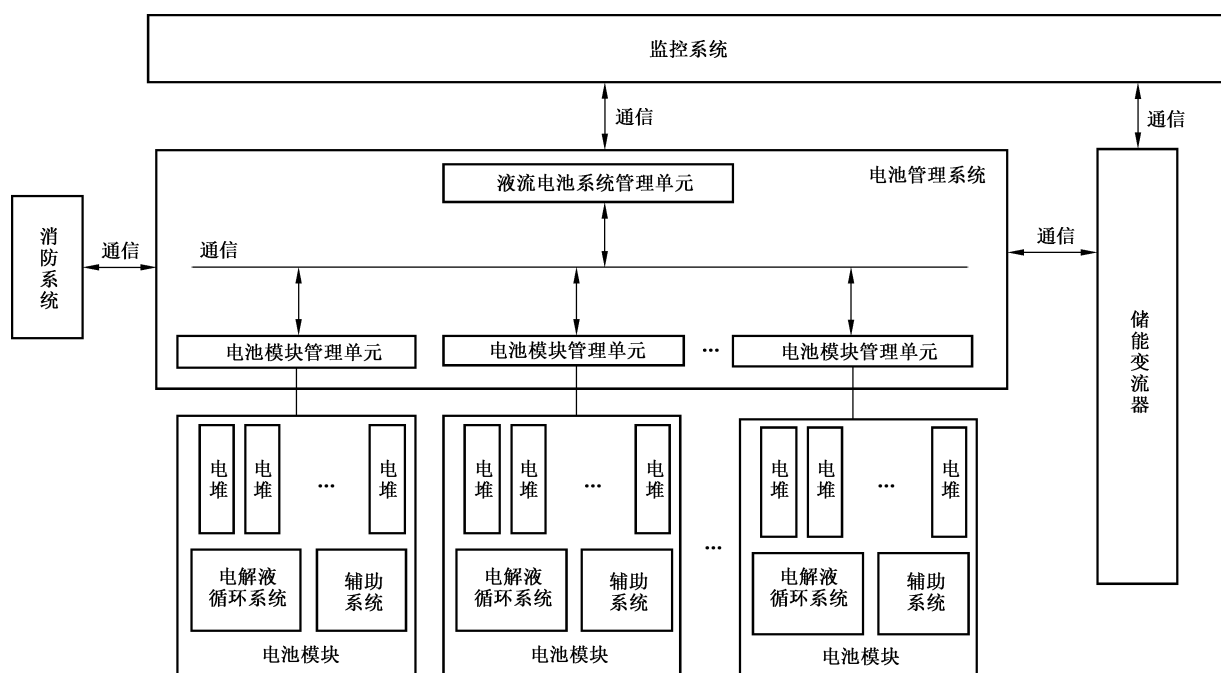 监控系统
通信
通信
液流电池系统管理单元
电池管理系统
消防系统
通信
通信
通信
储能变流器
电池模块管理单元
电池模块管理单元
...
电池模块管理单元
电堆
电堆
...
电堆
电解液
循环系统
辅助
系统
电池模块
电堆
电堆
...
电堆
电解液
循环系统
辅助
系统
电池模块
...
电堆
电堆
...
电堆
电解液
循环系统
辅助
系统
电池模块